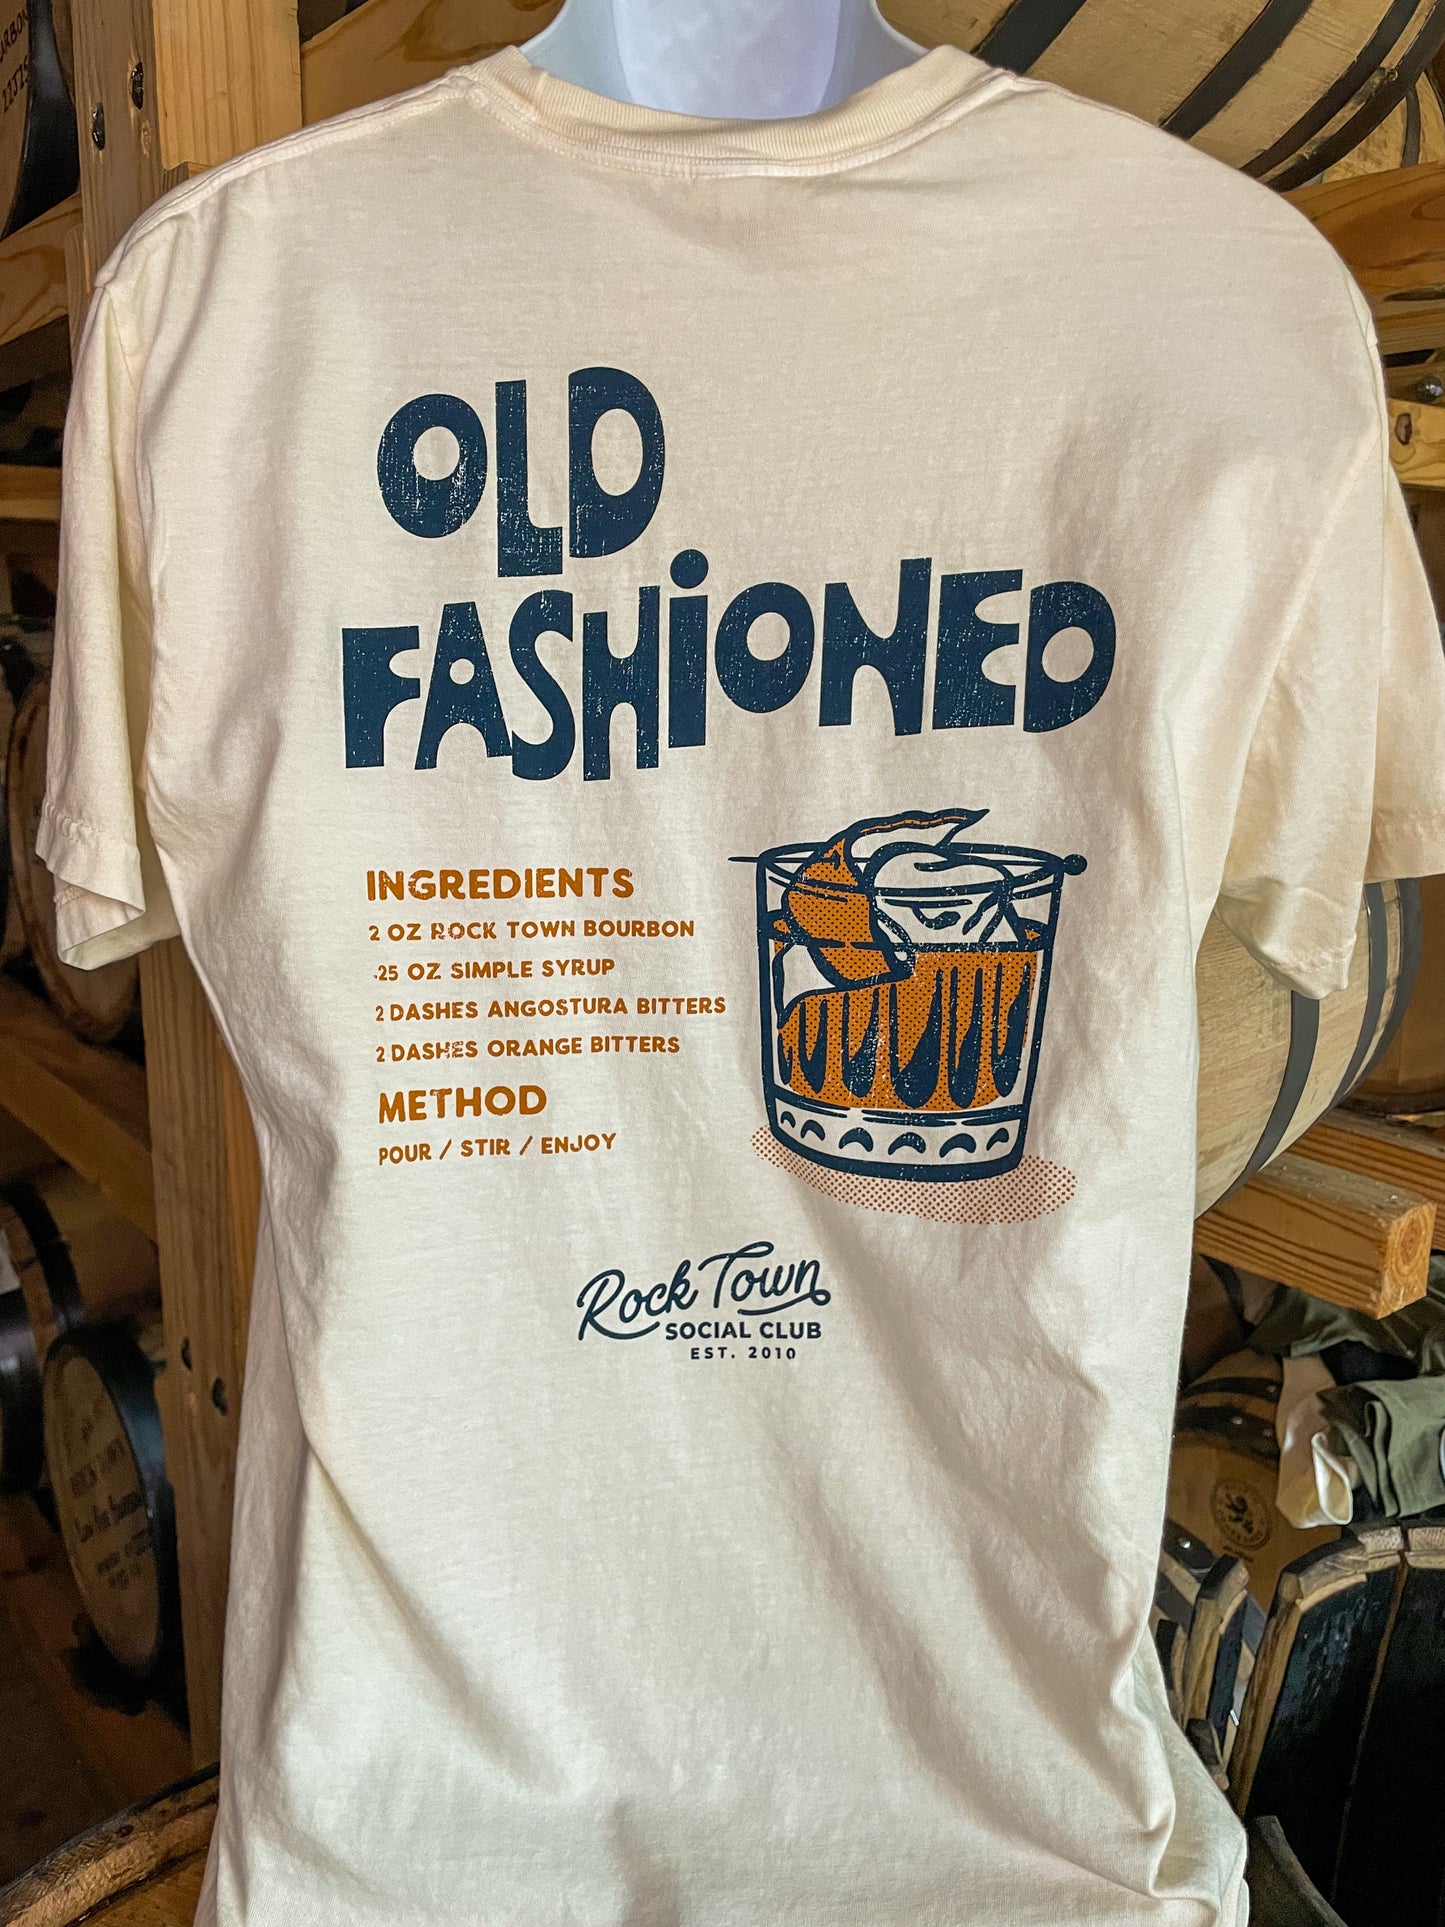 OLD
FASHIONED
INGREDIENTS
2 OZ ROCK TOWN BOURBON
.25 OZ SIMPLE SYRUP
2 DASHES ANGOSTURA BITTERS
2 DASHES ORANGE BITTERS
METHOD
POUR / STIR / ENJOY
Rock Town
SOCIAL CLUB
EST. 2010